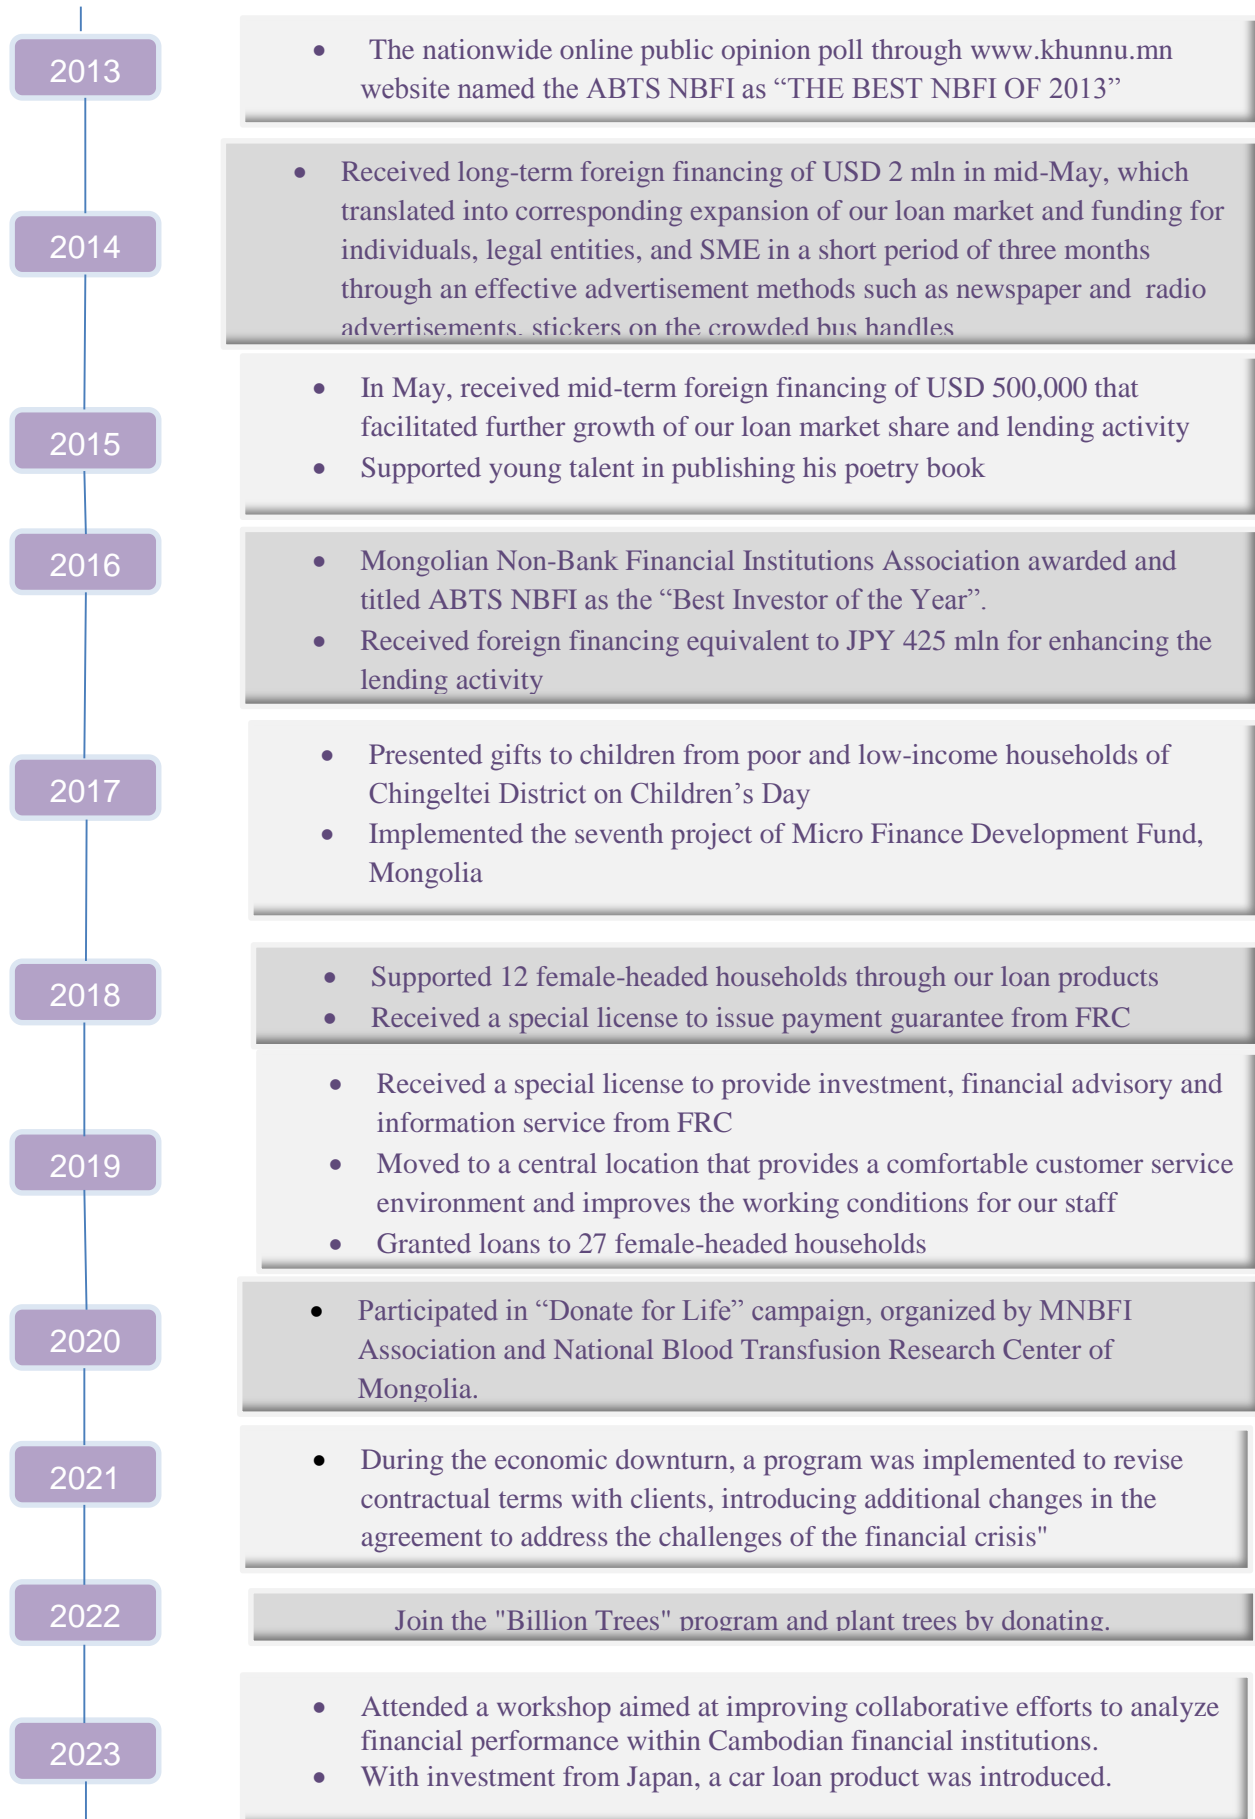 2013
• The nationwide online public opinion poll through www.khunnu.mn
website named the ABTS NBFI as “THE BEST NBFI OF 2013”
2014
• Received long-term foreign financing of USD 2 mln in mid-May, which
translated into corresponding expansion of our loan market and funding for
individuals, legal entities, and SME in a short period of three months
through an effective advertisement methods such as newspaper and radio
advertisements, stickers on the crowded bus handles
2015
• In May, received mid-term foreign financing of USD 500,000 that
facilitated further growth of our loan market share and lending activity
• Supported young talent in publishing his poetry book
2016
• Mongolian Non-Bank Financial Institutions Association awarded and
titled ABTS NBFI as the “Best Investor of the Year”.
• Received foreign financing equivalent to JPY 425 mln for enhancing the
lending activity
2017
• Presented gifts to children from poor and low-income households of
Chingeltei District on Children’s Day
• Implemented the seventh project of Micro Finance Development Fund,
Mongolia
2018
• Supported 12 female-headed households through our loan products
• Received a special license to issue payment guarantee from FRC
2019
• Received a special license to provide investment, financial advisory and
information service from FRC
• Moved to a central location that provides a comfortable customer service
environment and improves the working conditions for our staff
• Granted loans to 27 female-headed households
2020
• Participated in “Donate for Life” campaign, organized by MNBFI
Association and National Blood Transfusion Research Center of
Mongolia.
2021
• During the economic downturn, a program was implemented to revise
contractual terms with clients, introducing additional changes in the
agreement to address the challenges of the financial crisis"
2022
Join the "Billion Trees" program and plant trees by donating.
2023
• Attended a workshop aimed at improving collaborative efforts to analyze
financial performance within Cambodian financial institutions.
• With investment from Japan, a car loan product was introduced.